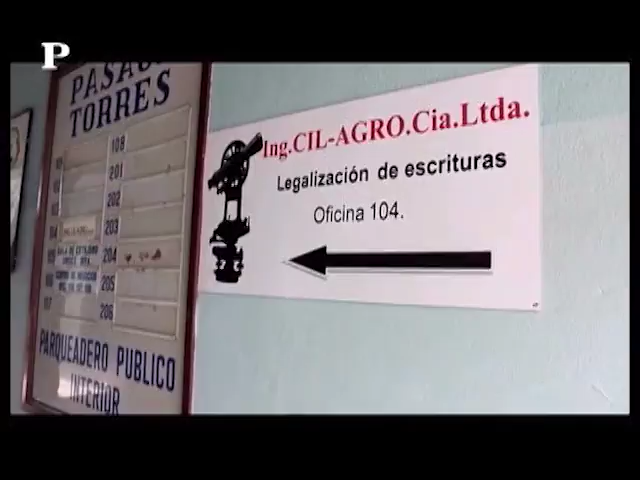 P
PASAJE
TORRES
108
201
202
203
204
205
206
107
PARQUEADERO PUBLICO
INTERIOR
Ing.CIL-AGRO.Cia.Ltda.
Legalización de escrituras
Oficina 104.